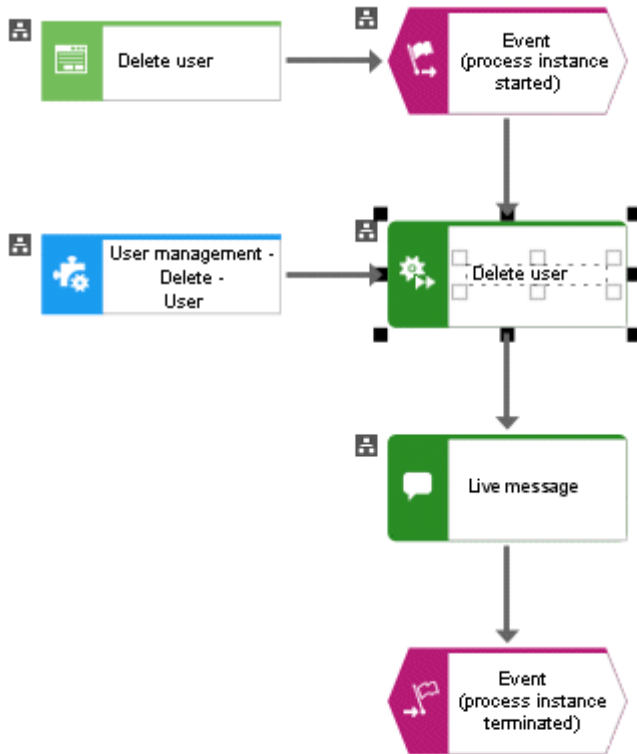 Delete user
Event
(process instance
started)
User management -
Delete -
User
Delete user
Live message
Event
(process instance
terminated)